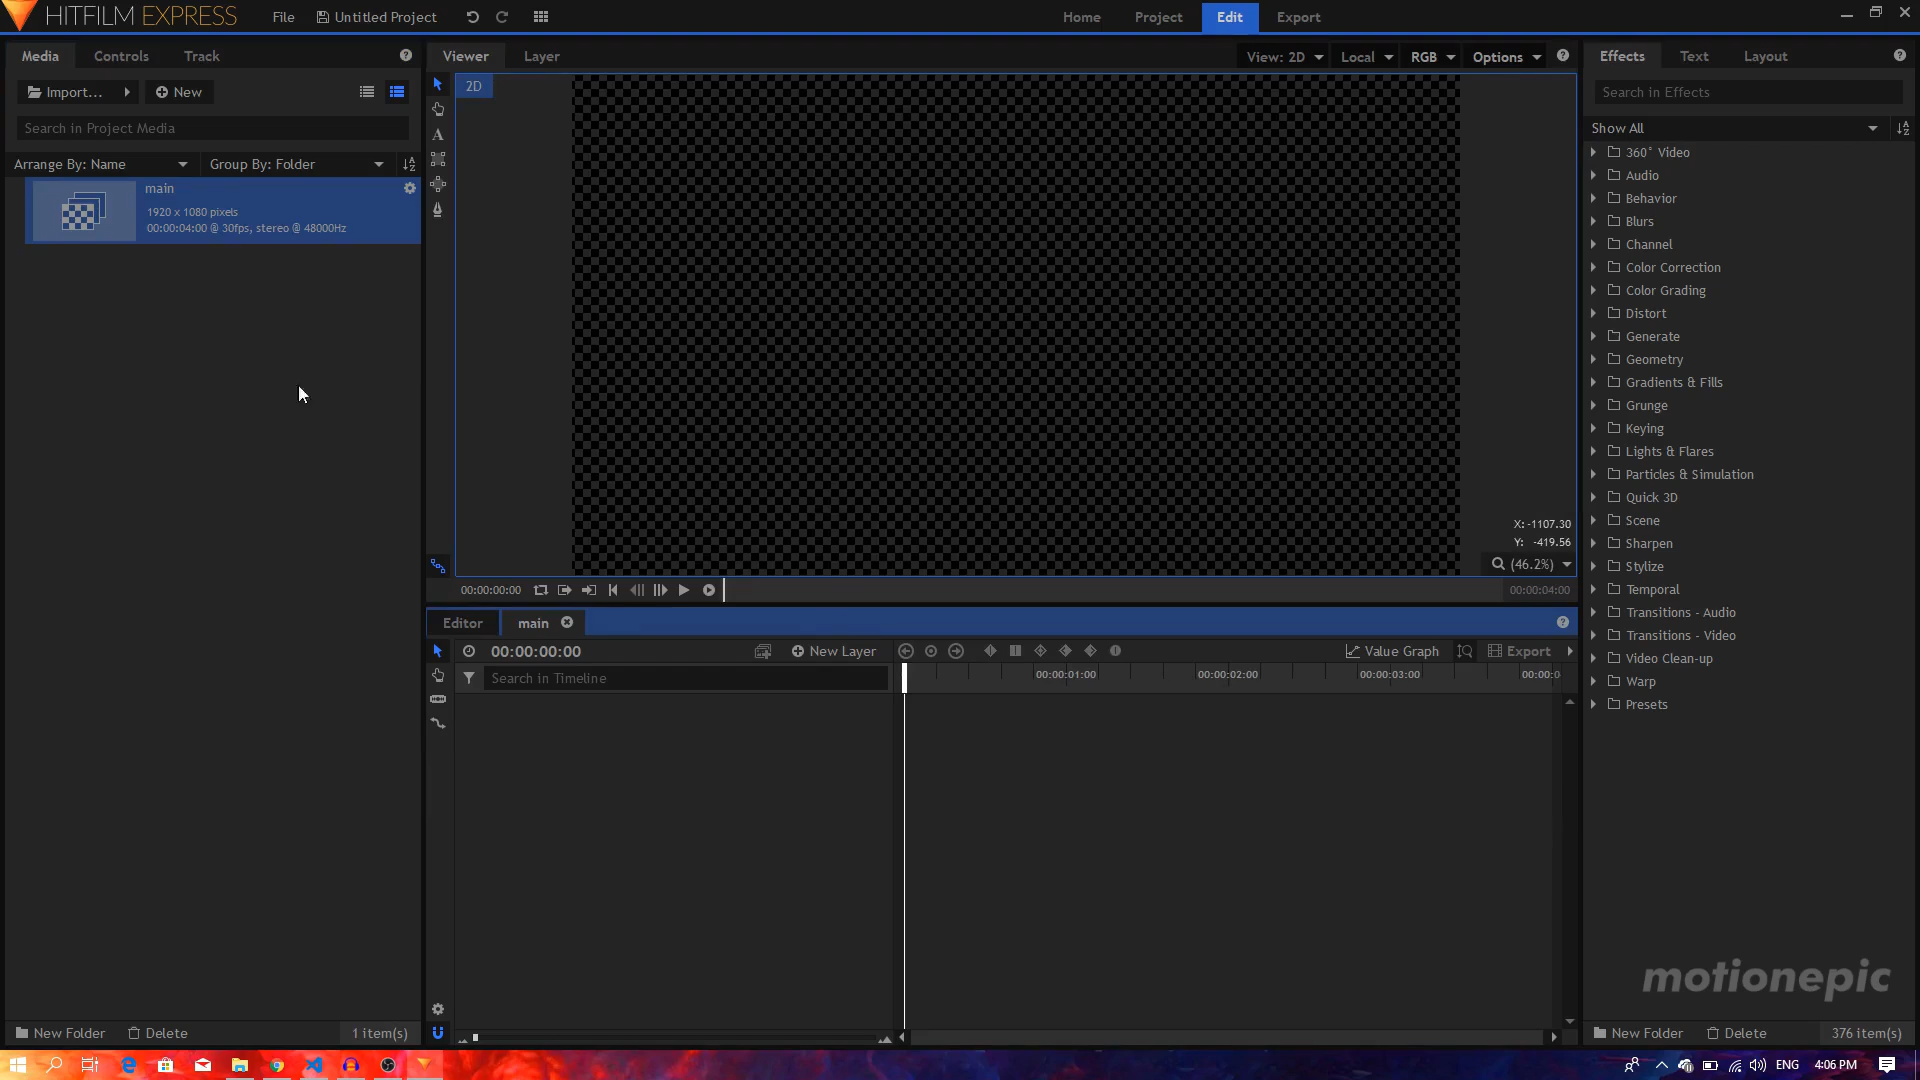 HITFILM EXPRESS
File
Untitled Project
Home
Project
Edit
Export
Media
Controls
Track
Import...
New
Search in Project Media
Arrange By: Name
Group By: Folder
main
1920 x 1080 pixels
00:00:04:00 @ 30fps, stereo @ 48000Hz
New Folder
Delete
1 item(s)
Viewer
Layer
View: 2D
Local
RGB
Options
2D
X: -1107.30
Y: -419.56
(46.2%)
00:00:00:00
00:00:04:00
Editor
main
00:00:00:00
New Layer
Value Graph
Export
Search in Timeline
00:00:01:00
00:00:02:00
00:00:03:00
00:00:0
Effects
Text
Layout
Search in Effects
Show All
360° Video
Audio
Behavior
Blurs
Channel
Color Correction
Color Grading
Distort
Generate
Geometry
Gradients & Fills
Grunge
Keying
Lights & Flares
Particles & Simulation
Quick 3D
Scene
Sharpen
Stylize
Temporal
Transitions - Audio
Transitions - Video
Video Clean-up
Warp
Presets
motionepic
New Folder
Delete
376 item(s)
ENG
4:06 PM